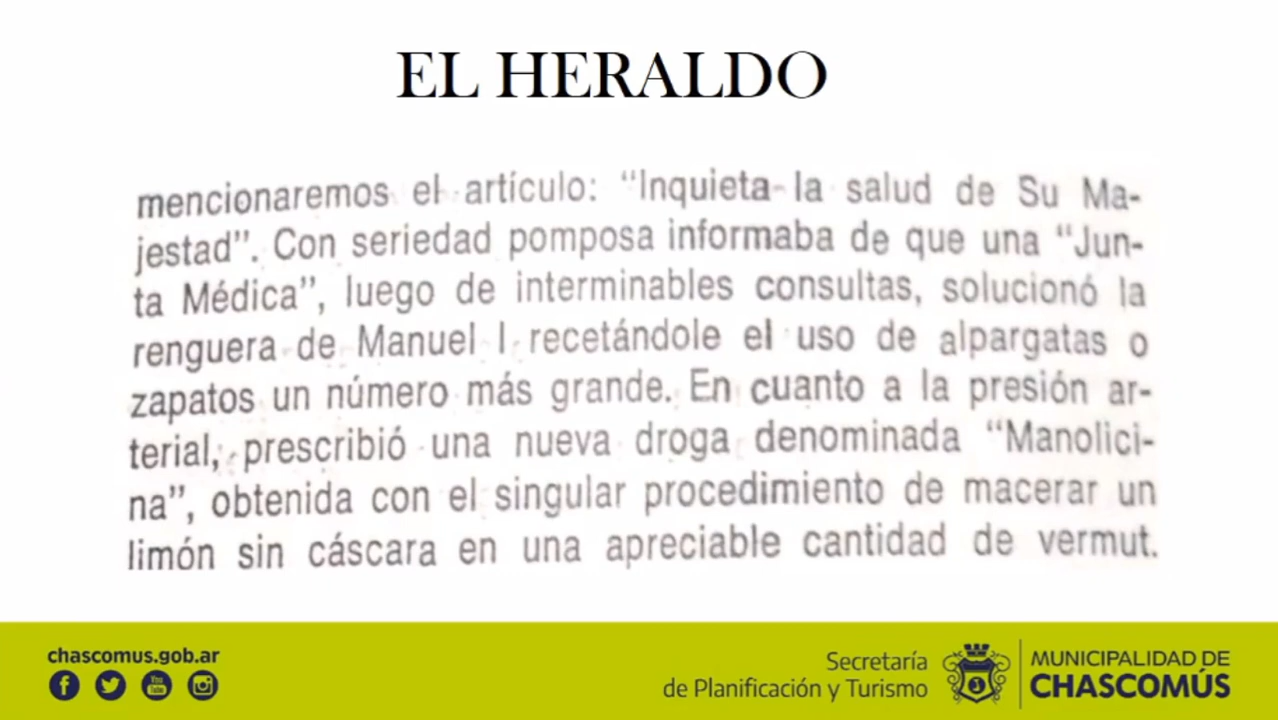 EL HERALDO
mencionaremos el artículo: “Inquieta la salud de Su Ma-
jestad”. Con seriedad pomposa informaba de que una “Jun-
ta Médica”, luego de interminables consultas, solucionó la
renguera de Manuel I recetándole el uso de alpargatas o
zapatos un número más grande. En cuanto a la presión ar-
terial, prescribió una nueva droga denominada “Manolici-
na”, obtenida con el singular procedimiento de macerar un
limón sin cáscara en una apreciable cantidad de vermut.
chascomus.gob.ar
Secretaría
de Planificación y Turismo
MUNICIPALIDAD DE
CHASCOMÚS